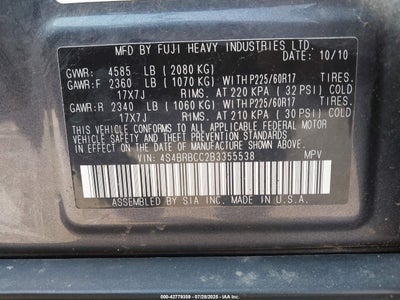 MFD BY FUJI HEAVY INDUSTRIES LTD.
DATE: 10/10
GVWR: 4585 LB (2080 KG)
GAWR:F 2360 LB (1070 KG) WITH P225/60R17 TIRES.
17X7J RIMS. AT 220 KPA (32 PSI) COLD
GAWR:R 2340 LB (1060 KG) WITH P225/60R17 TIRES.
17X7J RIMS. AT 210 KPA (30 PSI) COLD
THIS VEHICLE CONFORMS TO ALL APPLICABLE FEDERAL MOTOR
VEHICLE SAFETY, BUMPER, AND THEFT PREVENTION STANDARDS
IN EFFECT ON THE DATE OF MANUFACTURE SHOWN ABOVE.
VIN: 4S4BRBCC2B3355538 MPV
ASSEMBLED BY SIA INC. MADE IN U.S.A.
000-42779359 - 07/28/2025 - IAA Inc.